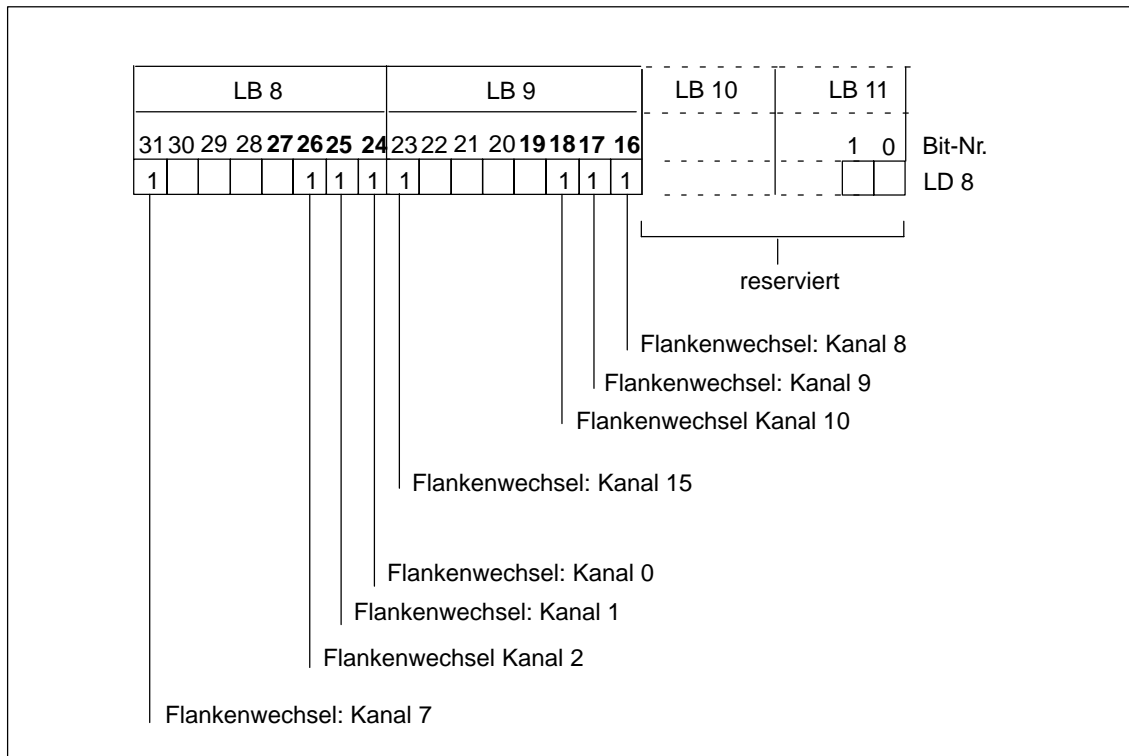 LB 8 LB 9 LB 10 LB 11
31 30 29 28 27 26 25 24 23 22 21 20 19 18 17 16 1 0 Bit-Nr.
1 1 1 1 1 1 1 1 LD 8
reserviert
Flankenwechsel: Kanal 8
Flankenwechsel: Kanal 9
Flankenwechsel Kanal 10
Flankenwechsel: Kanal 15
Flankenwechsel: Kanal 0
Flankenwechsel: Kanal 1
Flankenwechsel Kanal 2
Flankenwechsel: Kanal 7